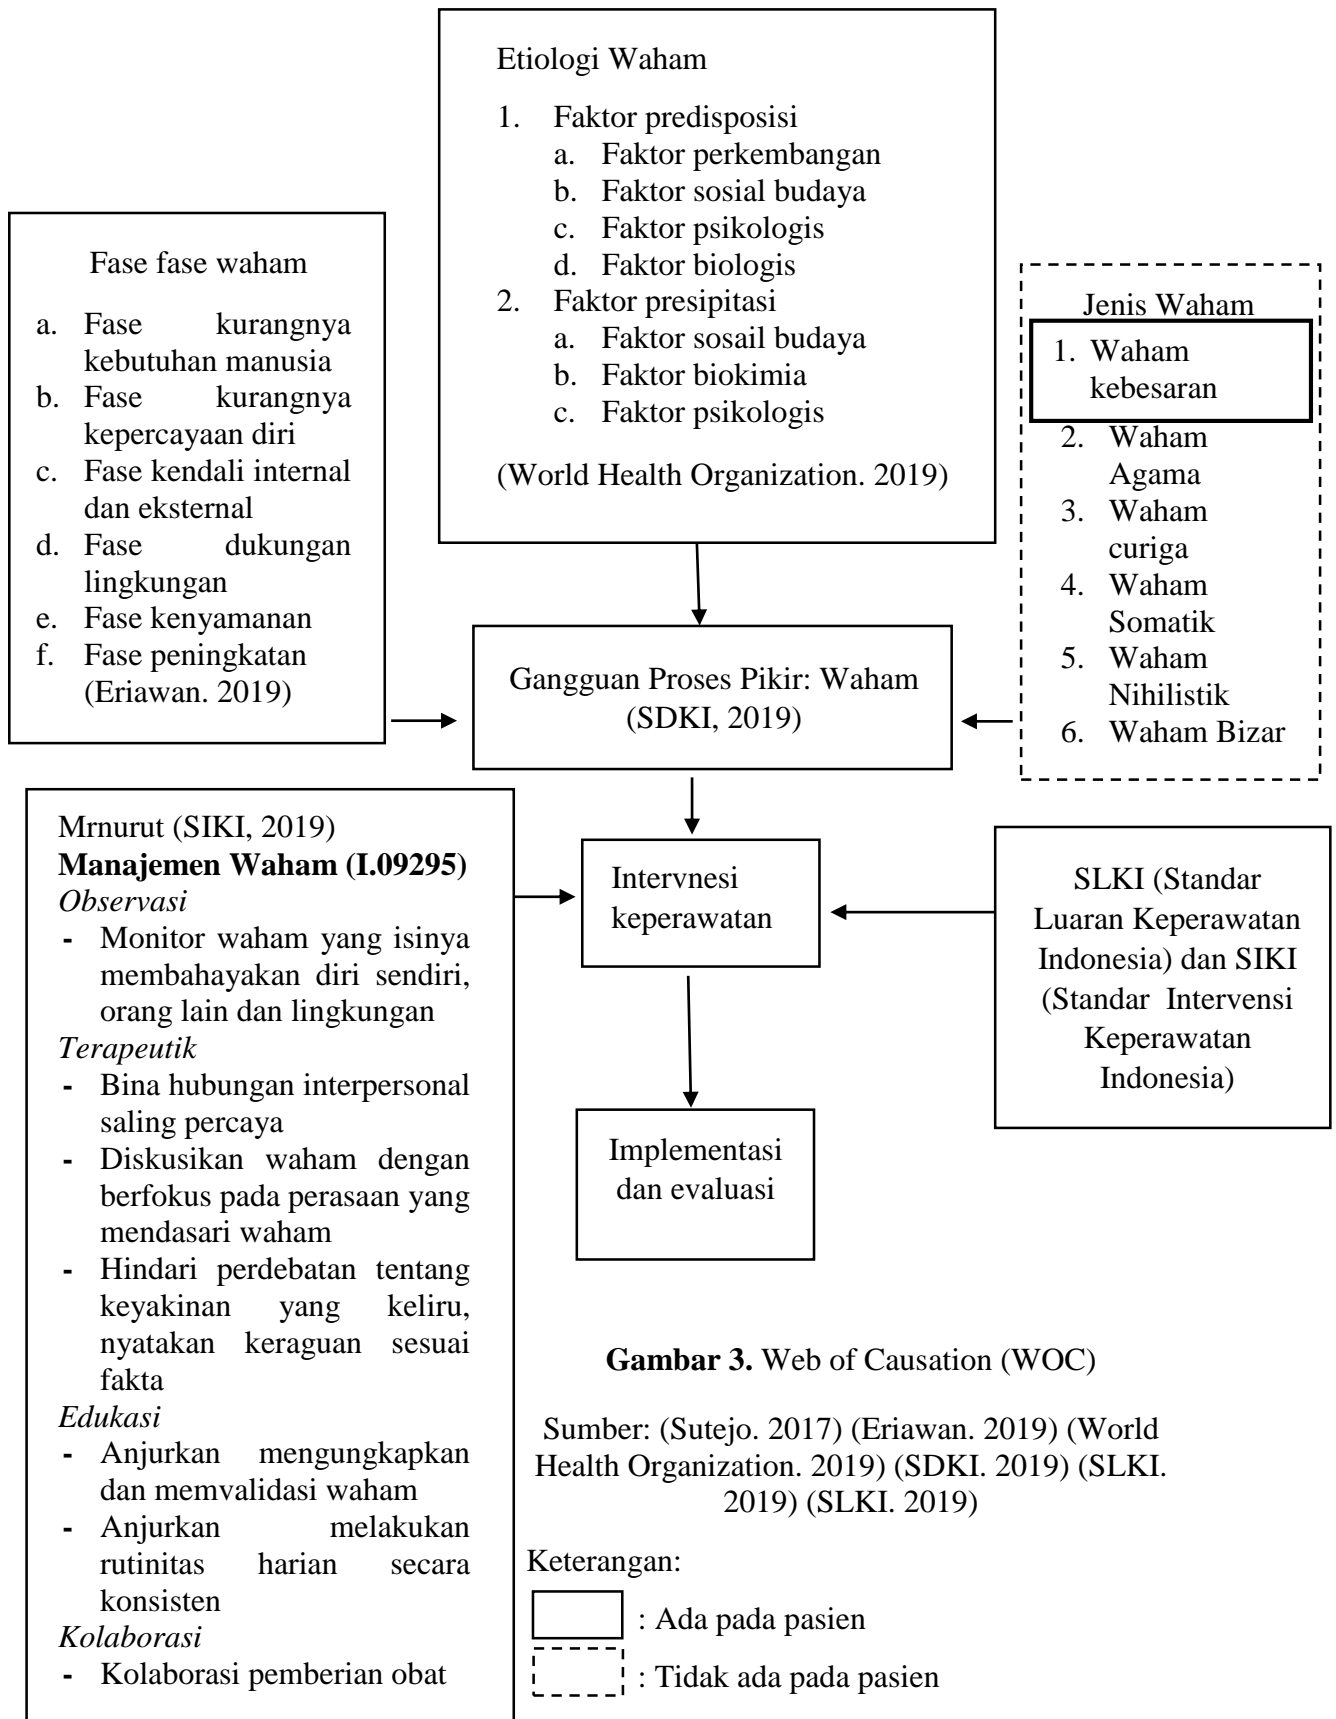 Etiologi Waham
1. Faktor predisposisi
a. Faktor perkembangan
b. Faktor sosial budaya
c. Faktor psikologis
d. Faktor biologis
2. Faktor presipitasi
a. Faktor sosail budaya
b. Faktor biokimia
c. Faktor psikologis
(World Health Organization. 2019)
Fase fase waham
a. Fase kurangnya
kebutuhan manusia
b. Fase kurangnya
kepercayaan diri
c. Fase kendali internal
dan eksternal
d. Fase dukungan
lingkungan
e. Fase kenyamanan
f. Fase peningkatan
(Eriawan. 2019)
Jenis Waham
1. Waham
kebesaran
2. Waham
Agama
3. Waham
curiga
4. Waham
Somatik
5. Waham
Nihilistik
6. Waham Bizar
Gangguan Proses Pikir: Waham
(SDKI, 2019)
Mrnurut (SIKI, 2019)
Manajemen Waham (I.09295)
Observasi
- Monitor waham yang isinya
membahayakan diri sendiri,
orang lain dan lingkungan
Terapeutik
- Bina hubungan interpersonal
saling percaya
- Diskusikan waham dengan
berfokus pada perasaan yang
mendasari waham
- Hindari perdebatan tentang
keyakinan yang keliru,
nyatakan keraguan sesuai
fakta
Edukasi
- Anjurkan mengungkapkan
dan memvalidasi waham
- Anjurkan melakukan
rutinitas harian secara
konsisten
Kolaborasi
- Kolaborasi pemberian obat
Intervnesi
keperawatan
SLKI (Standar
Luaran Keperawatan
Indonesia) dan SIKI
(Standar Intervensi
Keperawatan
Indonesia)
Implementasi
dan evaluasi
Gambar 3. Web of Causation (WOC)
Sumber: (Sutejo. 2017) (Eriawan. 2019) (World
Health Organization. 2019) (SDKI. 2019) (SLKI.
2019) (SLKI. 2019)
Keterangan:
: Ada pada pasien
: Tidak ada pada pasien